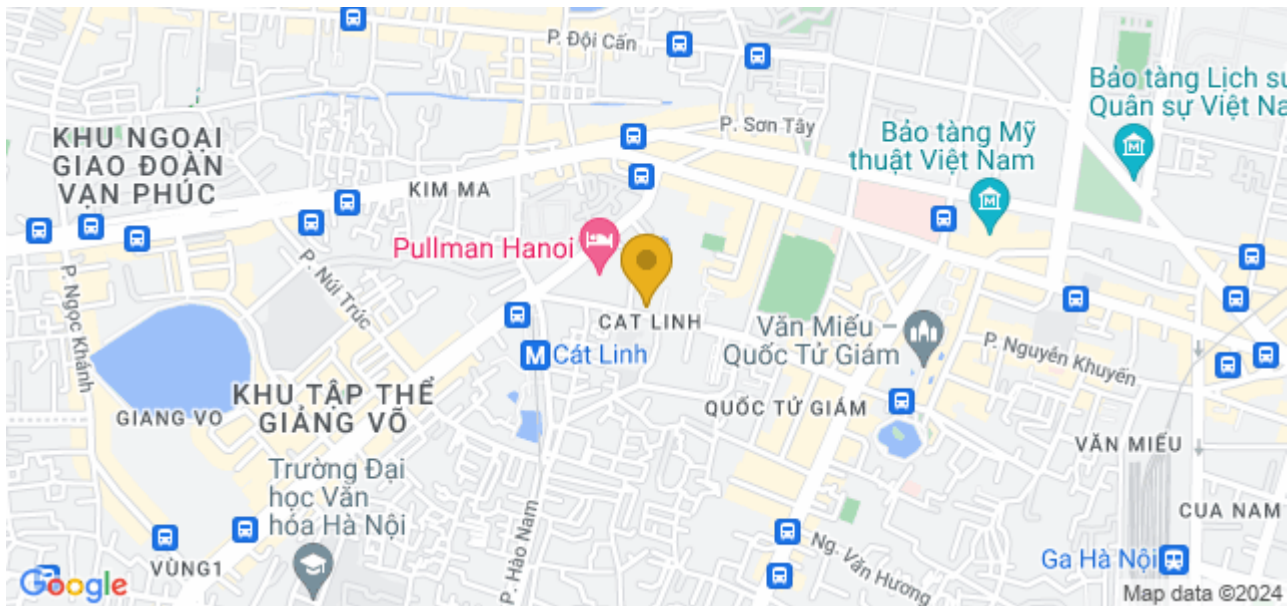 P. Đội Cấn
Bảo tàng Lịch sử
Quân sự Việt Na
P. Sơn Tây
Bảo tàng Mỹ
thuật Việt Nam
KHU NGOẠI
GIAO ĐOÀN
VẠN PHÚC
KIM MA
Pullman Hanoi
P. Núi Trúc
P. Ngọc Khánh
CAT LINH
Văn Miếu –
Quốc Tử Giám
M Cát Linh
P. Nguyễn Khuyến
KHU TẬP THỂ
GIẢNG VÕ
GIANG VO
QUỐC TỬ GIÁM
VĂN MIẾU
Trường Đại
học Văn
hóa Hà Nội
P. Hào Nam
CUA NAM
Ng. Văn Hương
Ga Hà Nội
VÙNG1
Google
Map data ©2024